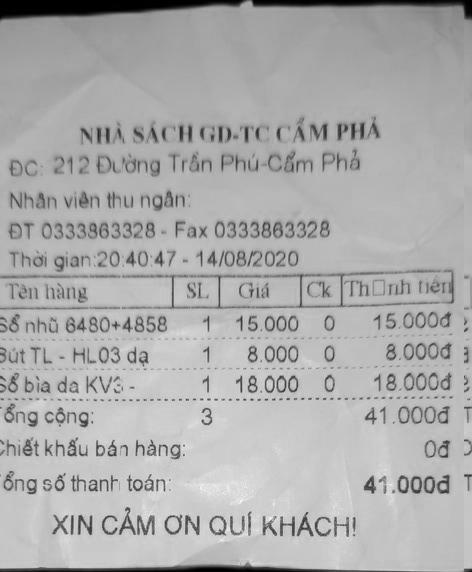 NHÀ SÁCH GD-TC CẨM PHẢ
ĐC: 212 Đường Trần Phú-Cẩm Phả
Nhân viên thu ngân:
ĐT 0333863328 - Fax 0333863328
Thời gian:20:40:47 - 14/08/2020
Tên hàng SL Giá Ck Th□nh tiền
Sổ nhũ 6480+4858 1 15.000 0 15.000đ
Bút TL - HL03 dạ 1 8.000 0 8.000đ
Sổ bìa da KV3 - 1 18.000 0 18.000đ
Tổng cộng: 3 41.000đ
Chiết khấu bán hàng: 0đ
Tổng số thanh toán: 41.000đ
XIN CẢM ƠN QUÍ KHÁCH!